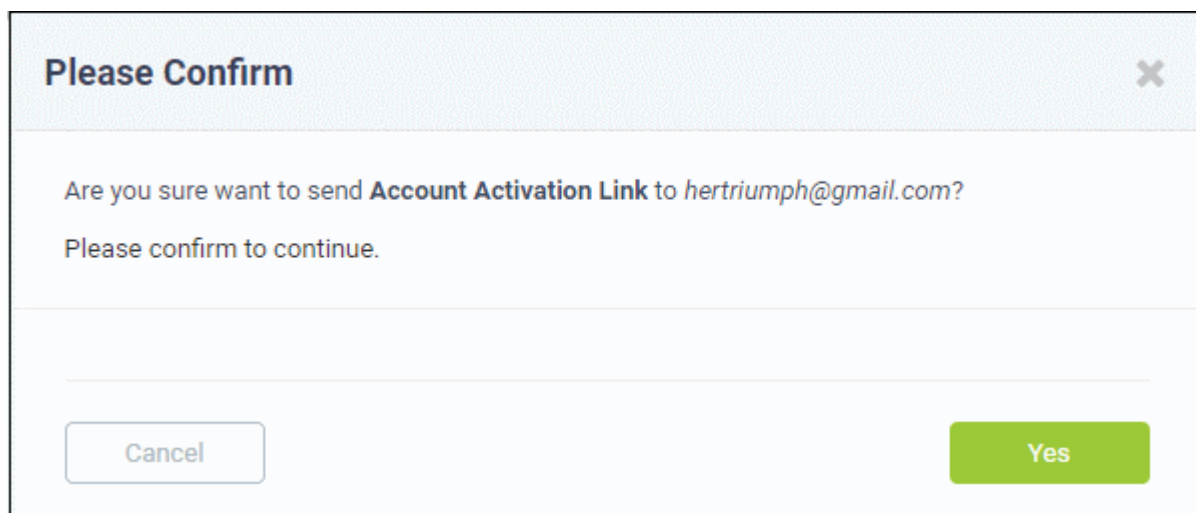 Please Confirm
Are you sure want to send Account Activation Link to hertriumph@gmail.com?
Please confirm to continue.
Cancel
Yes